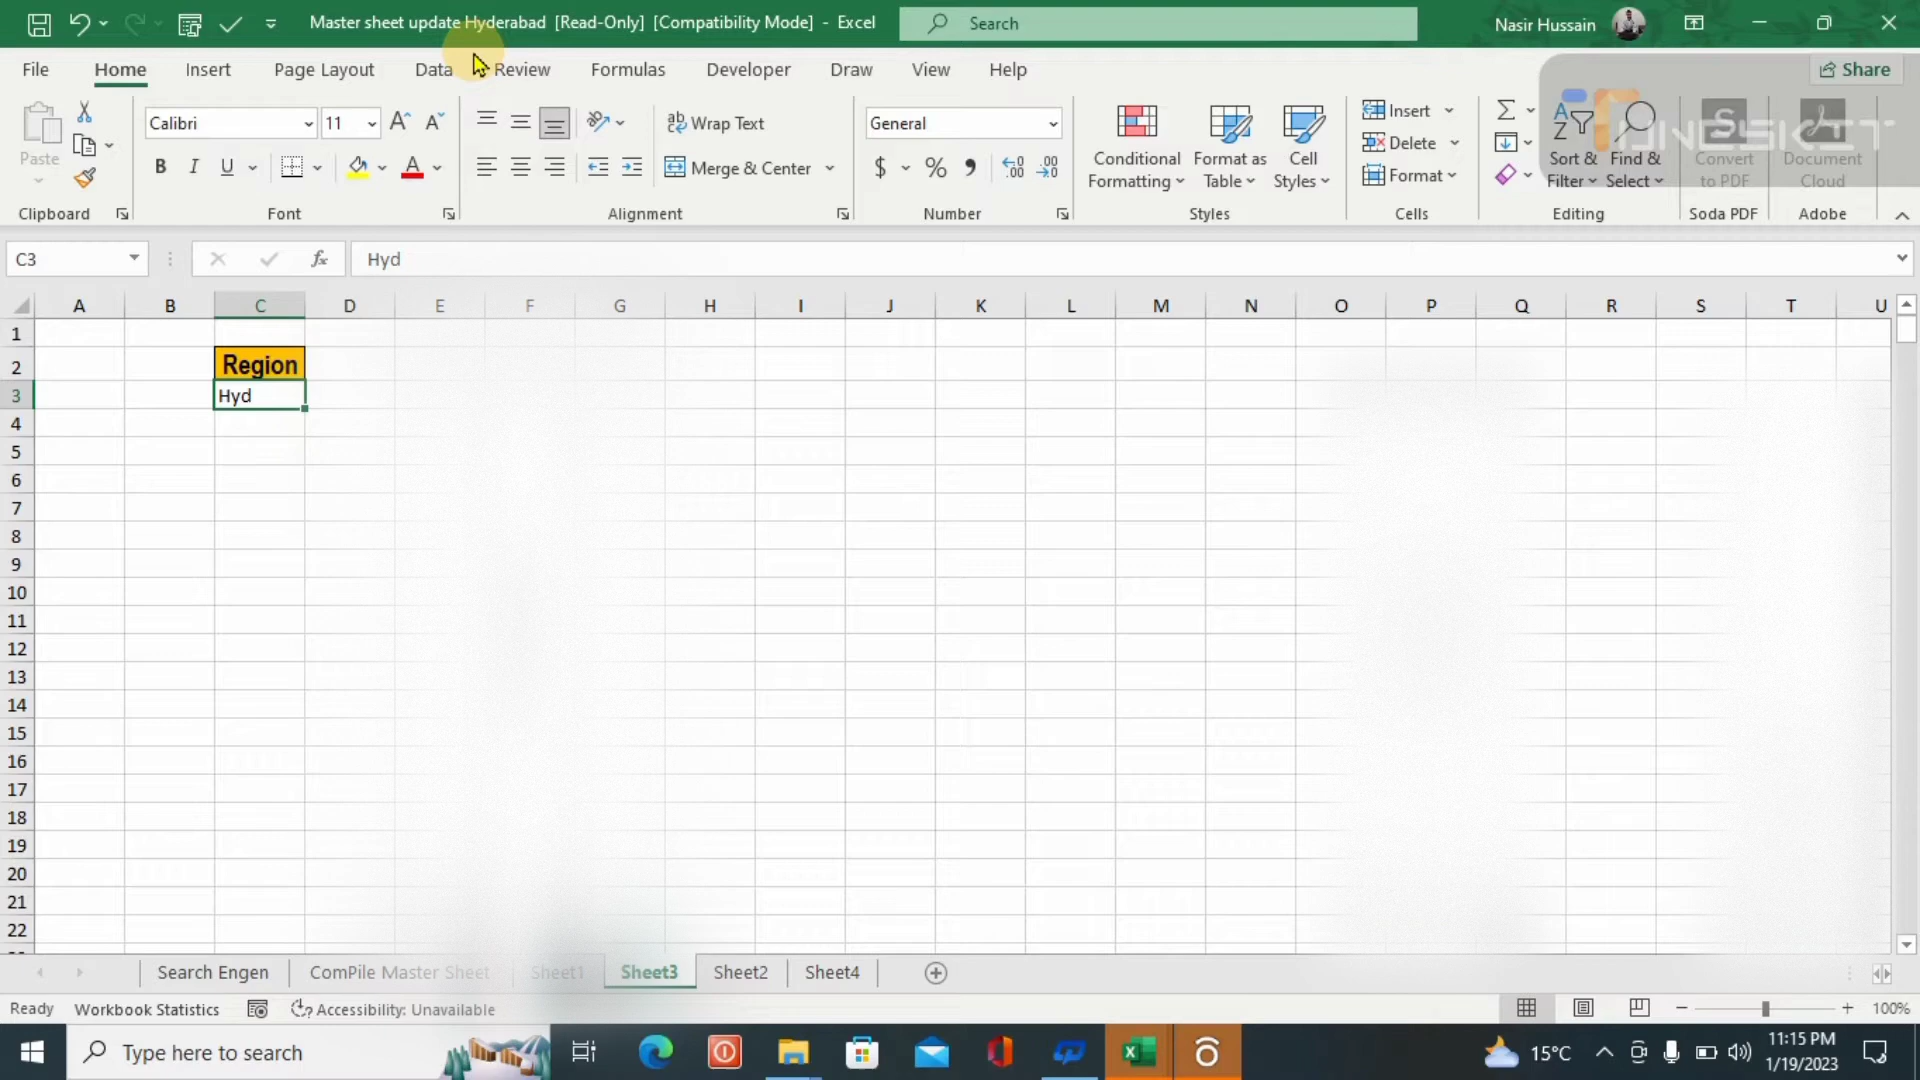 Master sheet update Hyderabad [Read-Only] [Compatibility Mode] - Excel
Search
Nasir Hussain
File Home Insert Page Layout Data Review Formulas Developer Draw View Help
Share
Paste
Calibri 11
B I U
Wrap Text
Merge & Center
General
$ %
Conditional Formatting
Format as Table
Cell Styles
Insert
Delete
Format
Sort & Filter
Find & Select
Convert to PDF
Document Cloud
Clipboard Font Alignment Number Styles Cells Editing Soda PDF Adobe
C3 fx Hyd
A B C D E F G H I J K L M N O P Q R S T U
1
2 Region
3 Hyd
4
5
6
7
8
9
10
11
12
13
14
15
16
17
18
19
20
21
22
Search Engen ComPile Master Sheet Sheet1 Sheet3 Sheet2 Sheet4
Ready Workbook Statistics Accessibility: Unavailable 100%
Type here to search
15°C
11:15 PM
1/19/2023